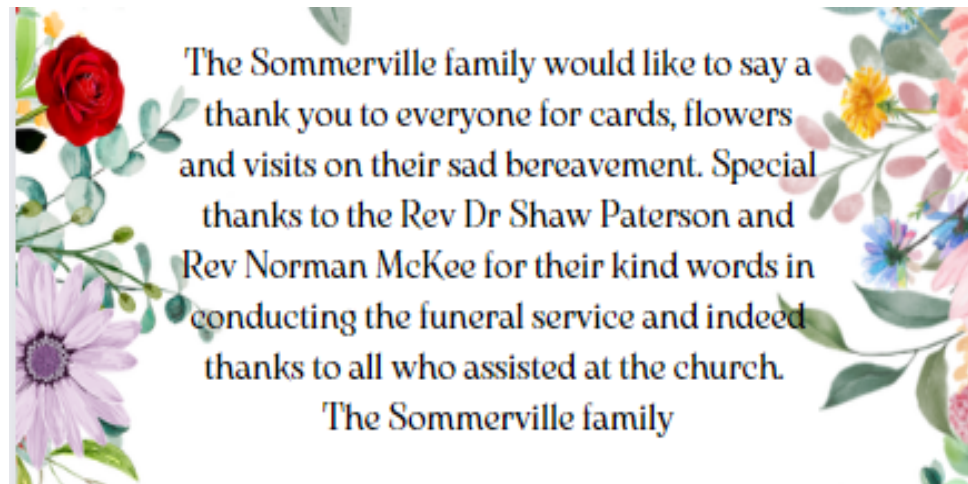 The Sommerville family would like to say a
thank you to everyone for cards, flowers
and visits on their sad bereavement. Special
thanks to the Rev Dr Shaw Paterson and
Rev Norman McKee for their kind words in
conducting the funeral service and indeed
thanks to all who assisted at the church.
The Sommerville family